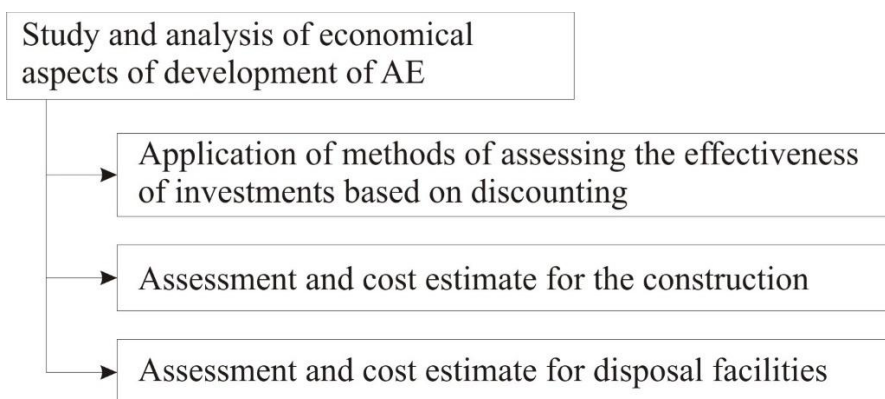 Study and analysis of economical
aspects of development of AE
Application of methods of assessing the effectiveness
of investments based on discounting
Assessment and cost estimate for the construction
Assessment and cost estimate for disposal facilities